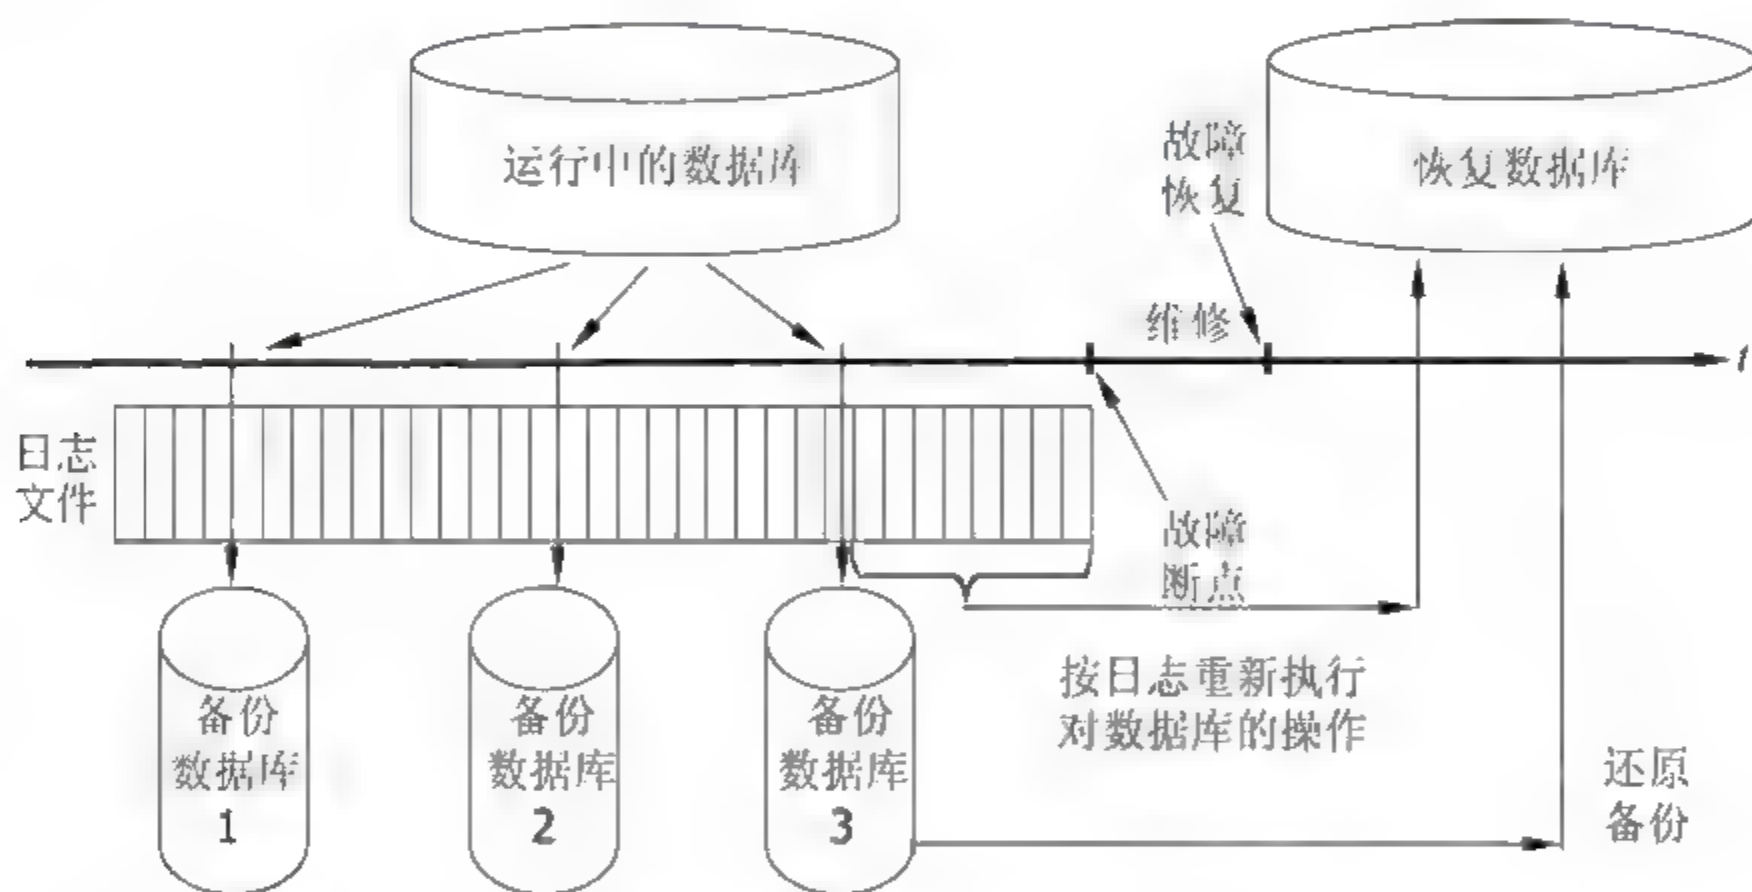 运行中的数据库
故障
恢复
恢复数据库
维修
t
日志
文件
故障
断点
备份
数据库
1
备份
数据库
2
备份
数据库
3
按日志重新执行
对数据库的操作
还原
备份